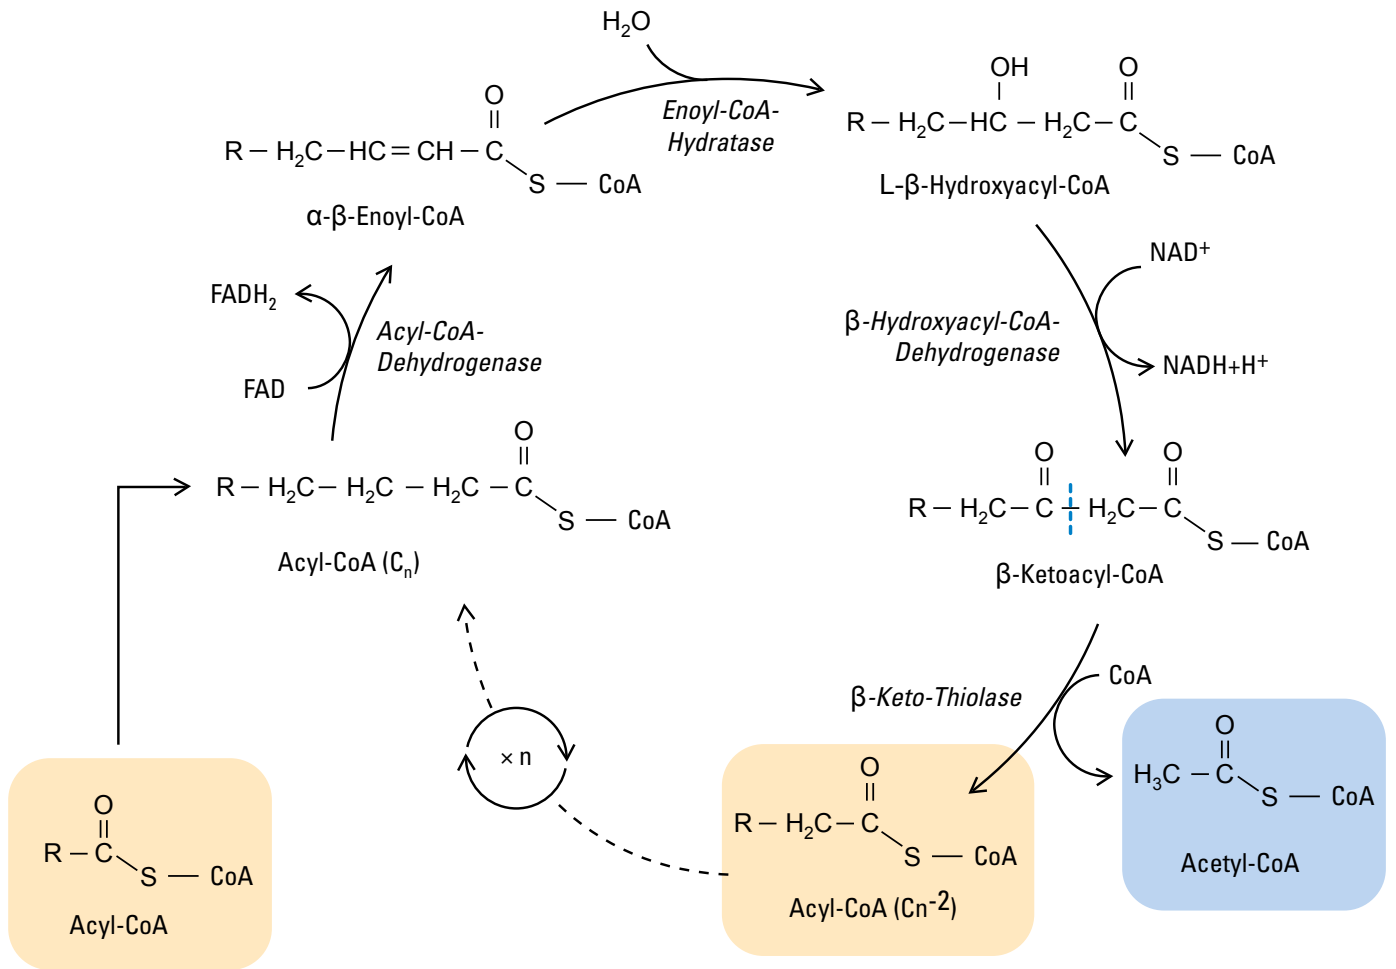 H₂O
Enoyl-CoA-
Hydratase
O
R – H₂C – HC = CH – C
S — CoA
α-β-Enoyl-CoA
OH O
R – H₂C – HC – H₂C – C
S — CoA
L-β-Hydroxyacyl-CoA
FADH₂
FAD
Acyl-CoA-
Dehydrogenase
NAD⁺
β-Hydroxyacyl-CoA-
Dehydrogenase
NADH+H⁺
O
R – H₂C – H₂C – H₂C – C
S — CoA
Acyl-CoA (Cₙ)
O O
R – H₂C – C – H₂C – C
S — CoA
β-Ketoacyl-CoA
β-Keto-Thiolase
CoA
× n
O
R – C
S — CoA
Acyl-CoA
O
R – H₂C – C
S — CoA
Acyl-CoA (Cn⁻²)
O
H₃C – C
S — CoA
Acetyl-CoA